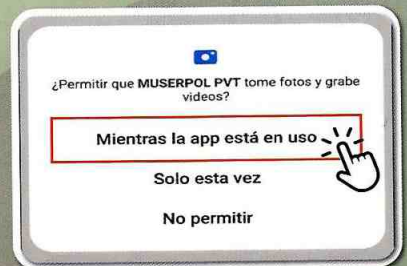 ¿Permitir que MUSERPOL PVT tome fotos y grabe
videos?
Mientras la app está en uso
Solo esta vez
No permitir